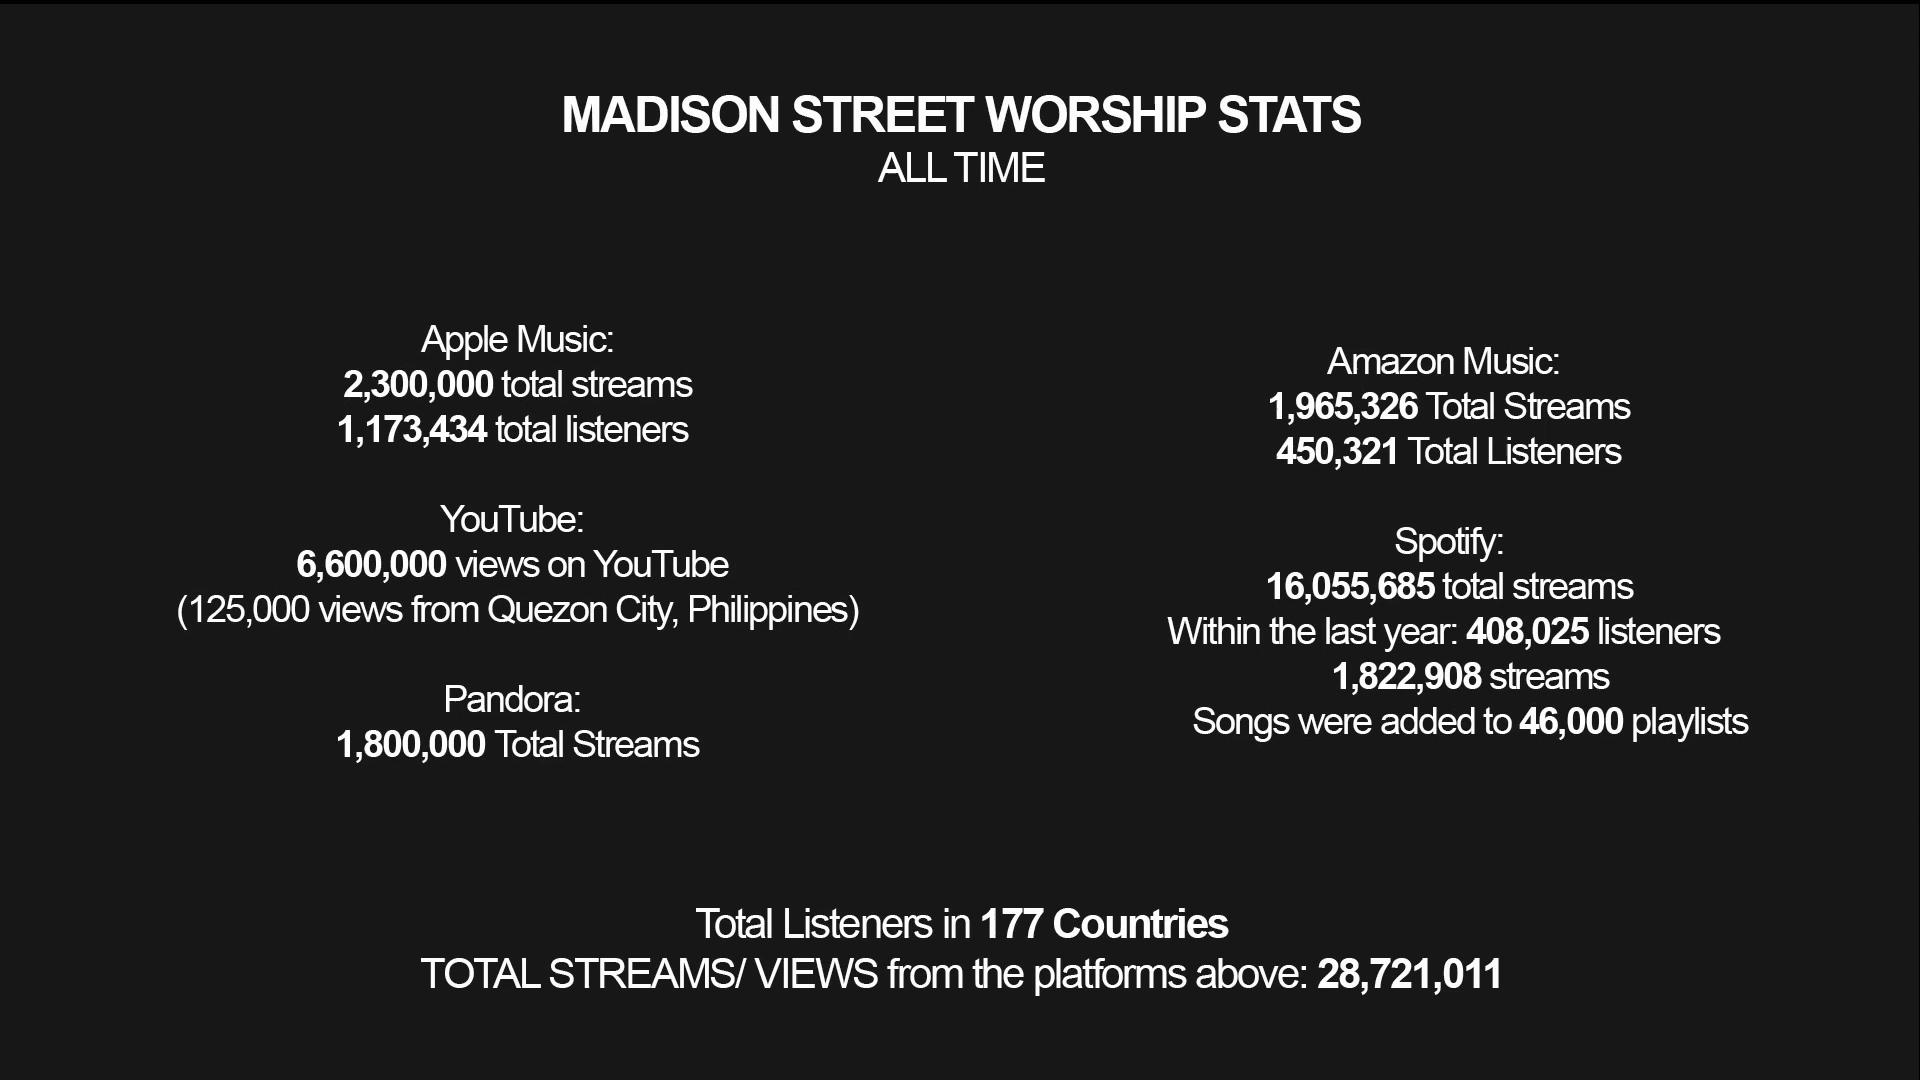 MADISON STREET WORSHIP STATS
ALL TIME
Apple Music:
2,300,000 total streams
1,173,434 total listeners
YouTube:
6,600,000 views on YouTube
(125,000 views from Quezon City, Philippines)
Pandora:
1,800,000 Total Streams
Amazon Music:
1,965,326 Total Streams
450,321 Total Listeners
Spotify:
16,055,685 total streams
Within the last year: 408,025 listeners
1,822,908 streams
Songs were added to 46,000 playlists
Total Listeners in 177 Countries
TOTAL STREAMS/ VIEWS from the platforms above: 28,721,011